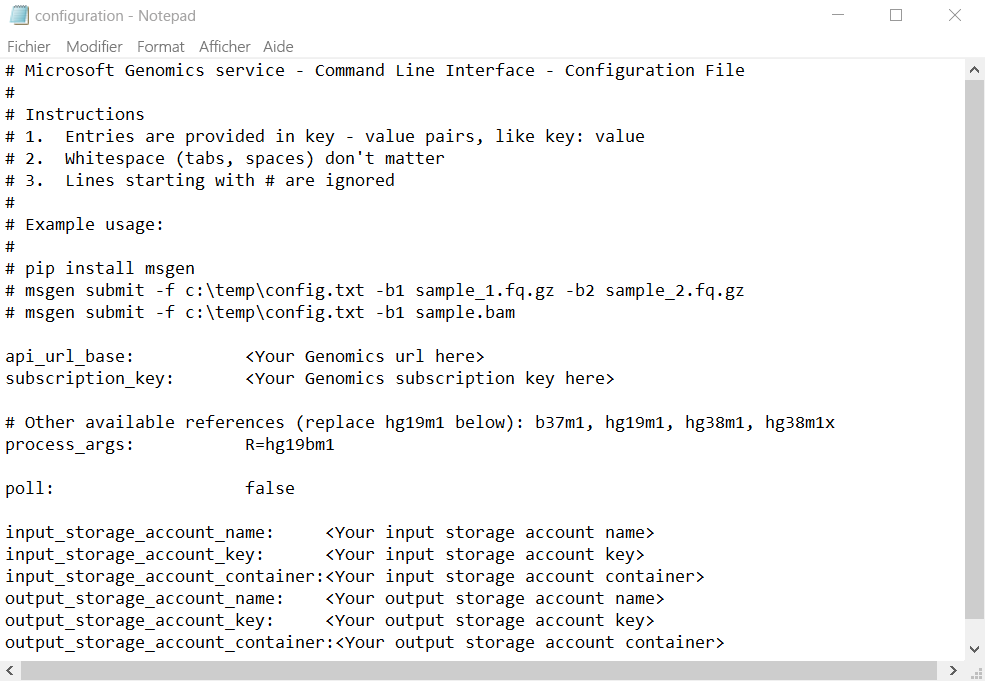 configuration - Notepad
Fichier Modifier Format Afficher Aide
# Microsoft Genomics service - Command Line Interface - Configuration File
#
# Instructions
# 1.  Entries are provided in key - value pairs, like key: value
# 2.  Whitespace (tabs, spaces) don't matter
# 3.  Lines starting with # are ignored
#
# Example usage:
#
# pip install msgen
# msgen submit -f c:\temp\config.txt -b1 sample_1.fq.gz -b2 sample_2.fq.gz
# msgen submit -f c:\temp\config.txt -b1 sample.bam
api_url_base:           <Your Genomics url here>
subscription_key:       <Your Genomics subscription key here>
# Other available references (replace hg19m1 below): b37m1, hg19m1, hg38m1, hg38m1x
process_args:           R=hg19bm1
poll:                   false
input_storage_account_name:     <Your input storage account name>
input_storage_account_key:      <Your input storage account key>
input_storage_account_container:<Your input storage account container>
output_storage_account_name:    <Your output storage account name>
output_storage_account_key:     <Your output storage account key>
output_storage_account_container:<Your output storage account container>